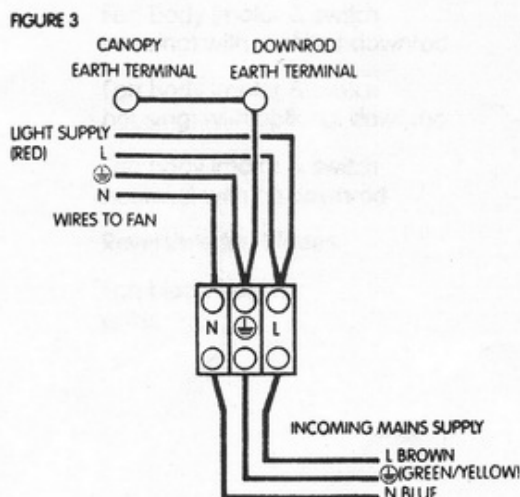 FIGURE 3
CANOPY
EARTH TERMINAL
DOWNROD
EARTH TERMINAL
LIGHT SUPPLY
(RED)
L
N
WIRES TO FAN
N
L
INCOMING MAINS SUPPLY
L BROWN
(GREEN/YELLOW)
N BLUE